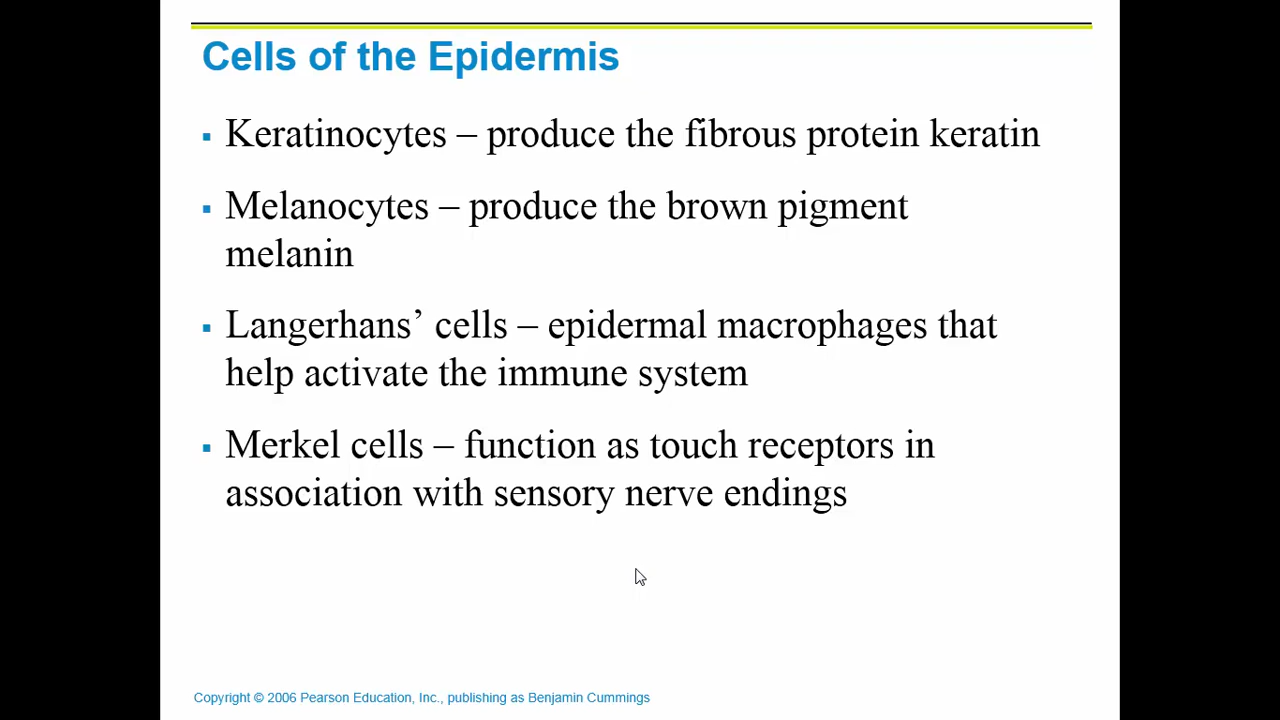 Cells of the Epidermis
▪ Keratinocytes – produce the fibrous protein keratin
▪ Melanocytes – produce the brown pigment
melanin
▪ Langerhans’ cells – epidermal macrophages that
help activate the immune system
▪ Merkel cells – function as touch receptors in
association with sensory nerve endings
Copyright © 2006 Pearson Education, Inc., publishing as Benjamin Cummings